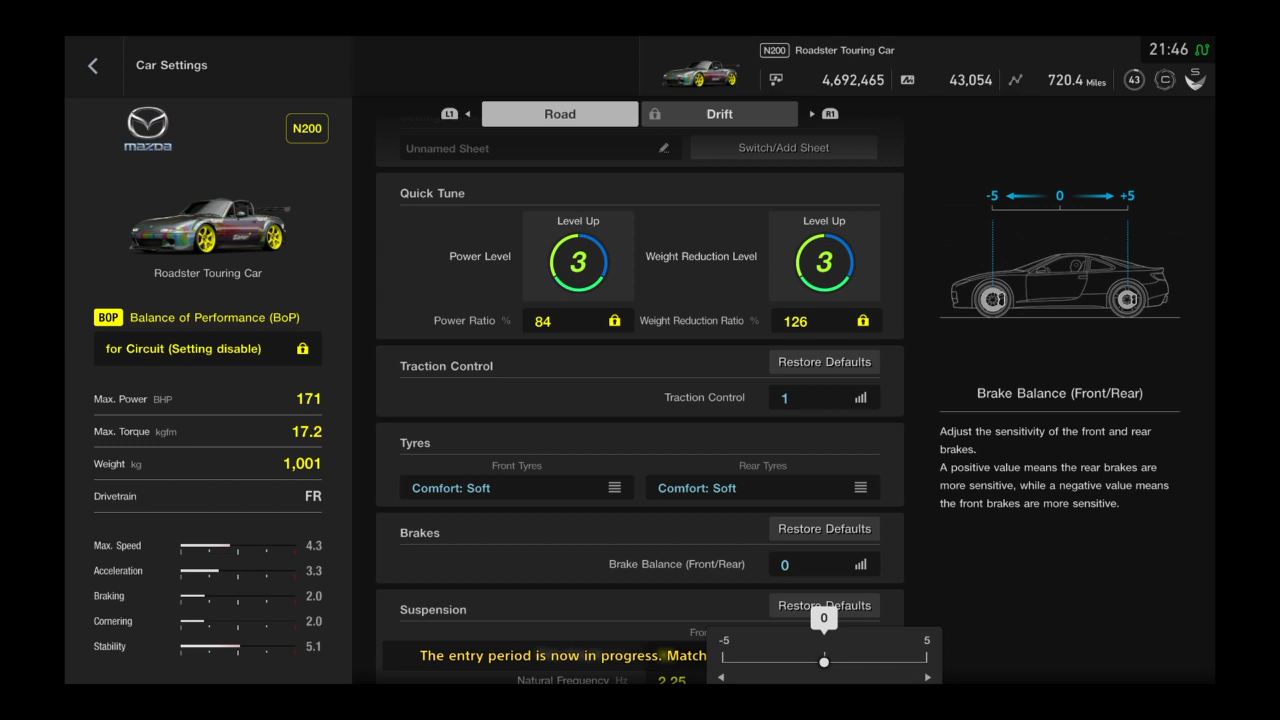 Car Settings
N200 Roadster Touring Car
21:46
4,692,465
43,054
720.4 Miles
43
C
S
L1
Road
Drift
R1
mazda
N200
Unnamed Sheet
Switch/Add Sheet
Quick Tune
Level Up
Level Up
Power Level
3
Weight Reduction Level
3
Power Ratio %
84
Weight Reduction Ratio %
126
Roadster Touring Car
BOP Balance of Performance (BoP)
for Circuit (Setting disable)
Max. Power BHP 171
Max. Torque kgfm 17.2
Weight kg 1,001
Drivetrain FR
Max. Speed 4.3
Acceleration 3.3
Braking 2.0
Cornering 2.0
Stability 5.1
Traction Control
Restore Defaults
Traction Control 1
Tyres
Front Tyres
Rear Tyres
Comfort: Soft
Comfort: Soft
Brakes
Restore Defaults
Brake Balance (Front/Rear) 0
Suspension
Restore Defaults
The entry period is now in progress. Match
Natural Frequency Hz 2.25
0
-5 5
-5 0 +5
Brake Balance (Front/Rear)
Adjust the sensitivity of the front and rear
brakes.
A positive value means the rear brakes are
more sensitive, while a negative value means
the front brakes are more sensitive.